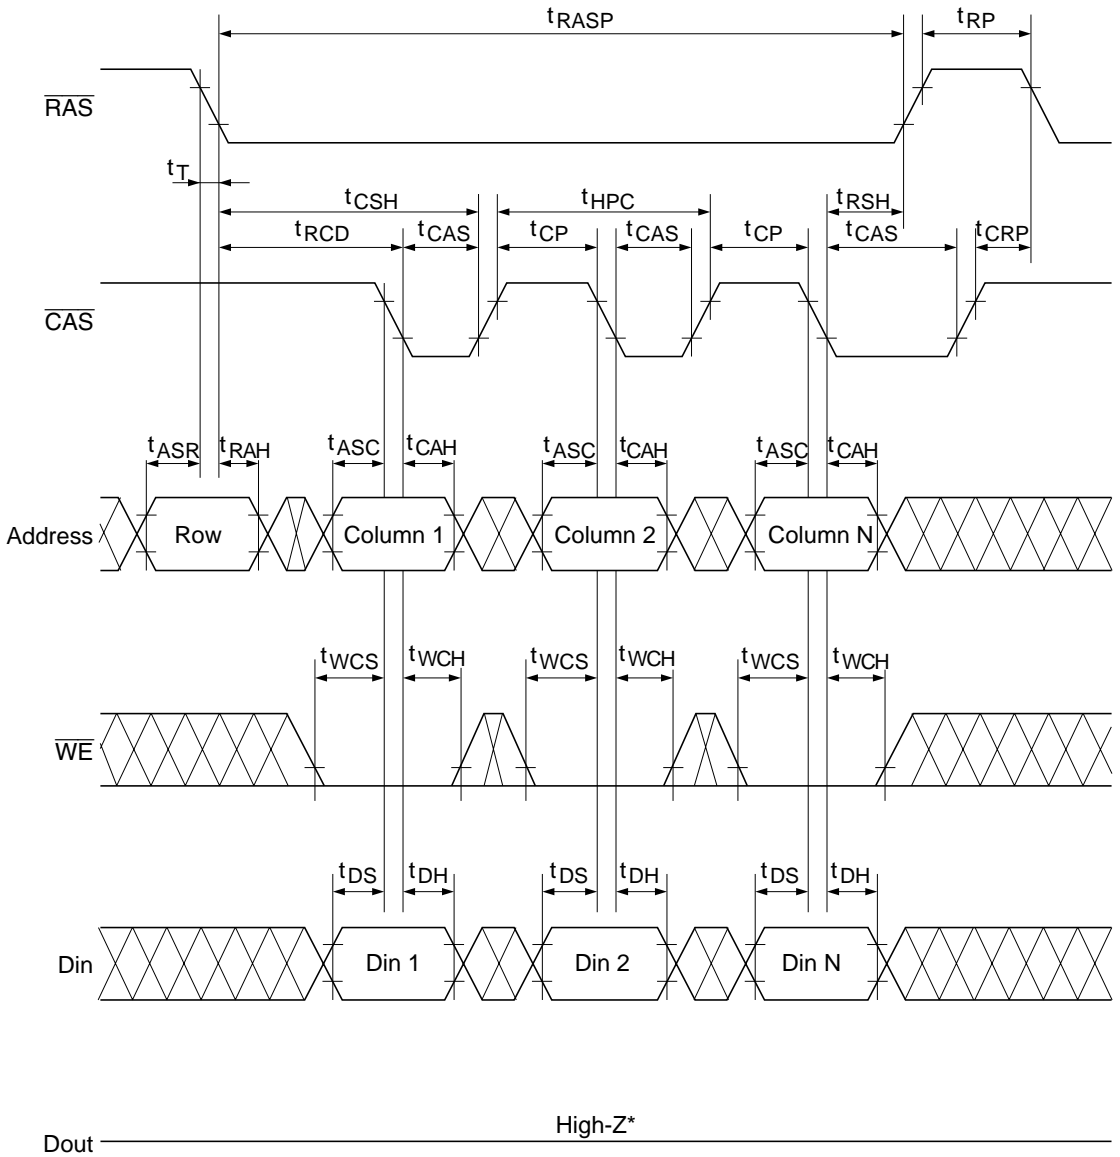 tRASP tRP
RAS
tT
tCSH tHPC tRSH
tRCD tCAS tCP tCAS tCP tCAS tCRP
CAS
tASR tRAH tASC tCAH tASC tCAH tASC tCAH
Address Row Column 1 Column 2 Column N
tWCS tWCH tWCS tWCH tWCS tWCH
WE
tDS tDH tDS tDH tDS tDH
Din Din 1 Din 2 Din N
High-Z*
Dout